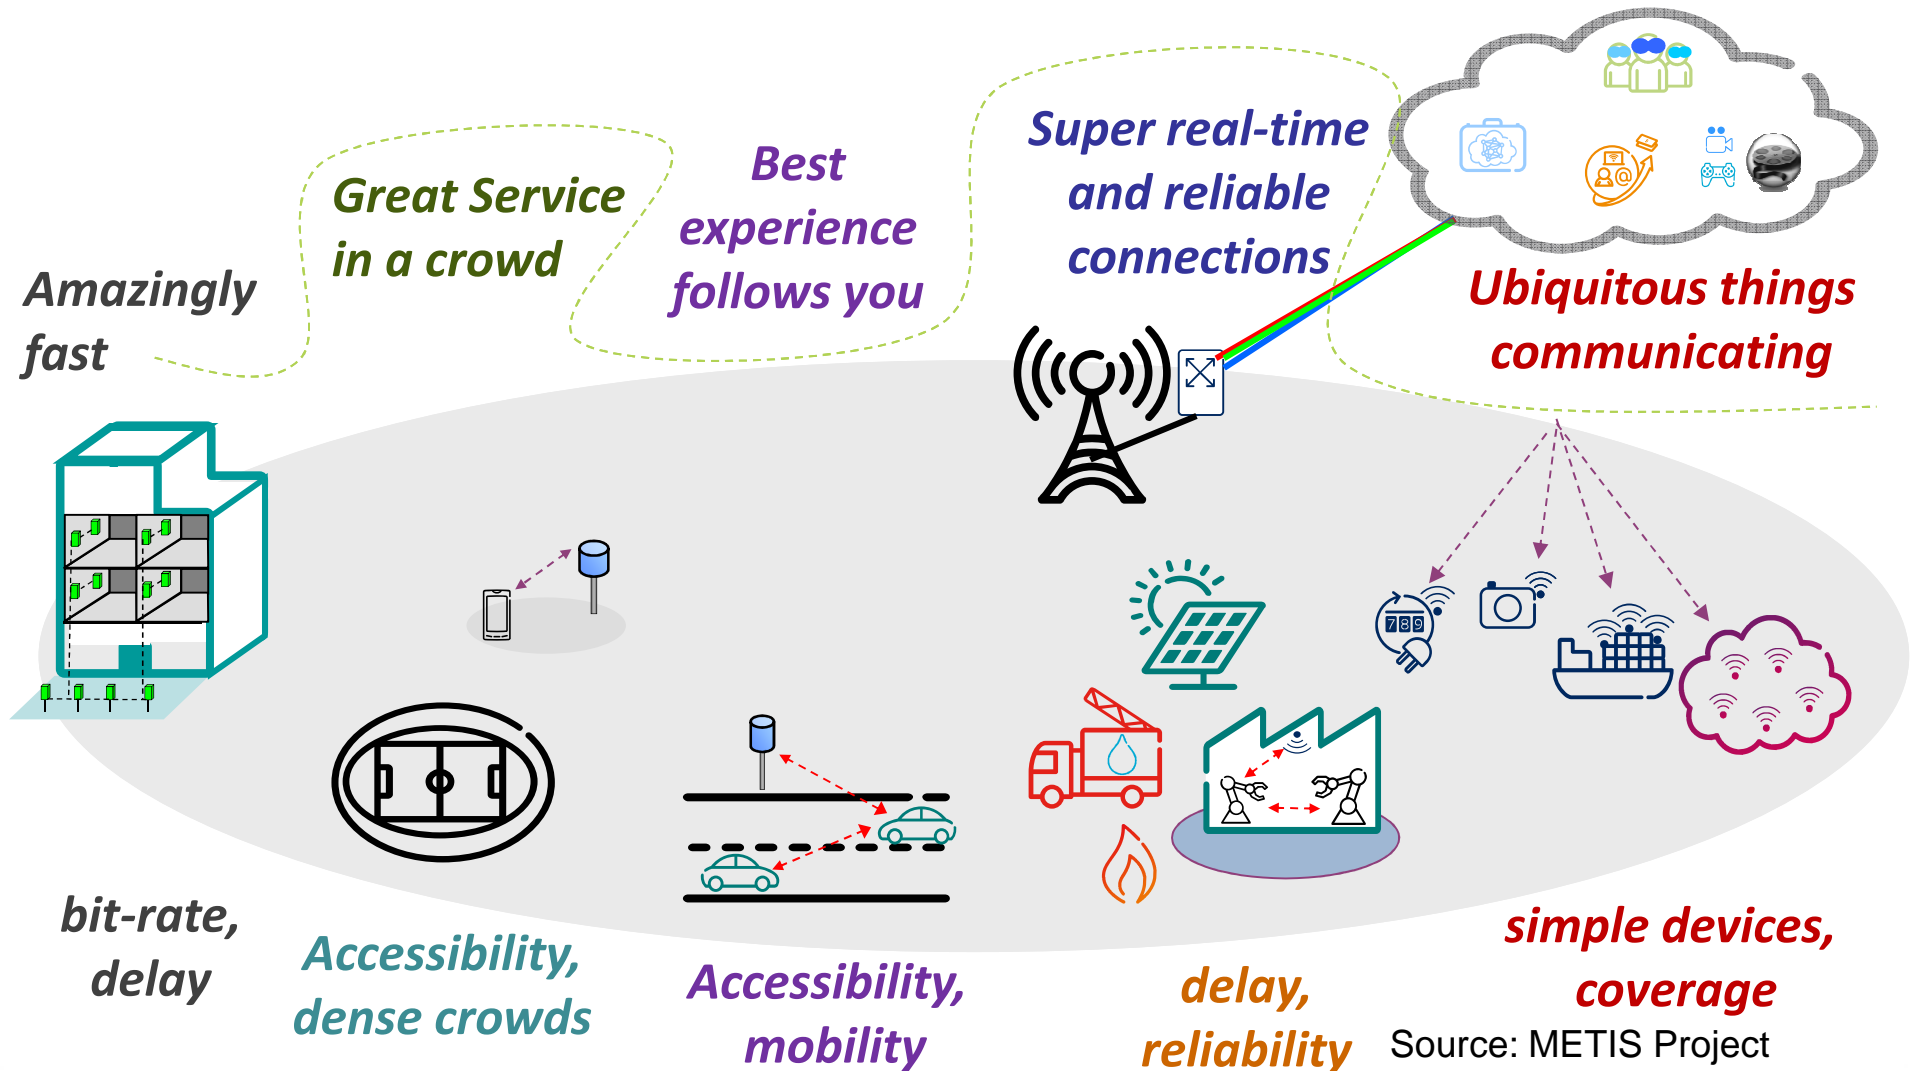 Amazingly
fast
Great Service
in a crowd
Best
experience
follows you
Super real-time
and reliable
connections
@
Ubiquitous things
communicating
789
bit-rate,
delay
Accessibility,
dense crowds
Accessibility,
mobility
delay,
reliability
simple devices,
coverage
Source: METIS Project